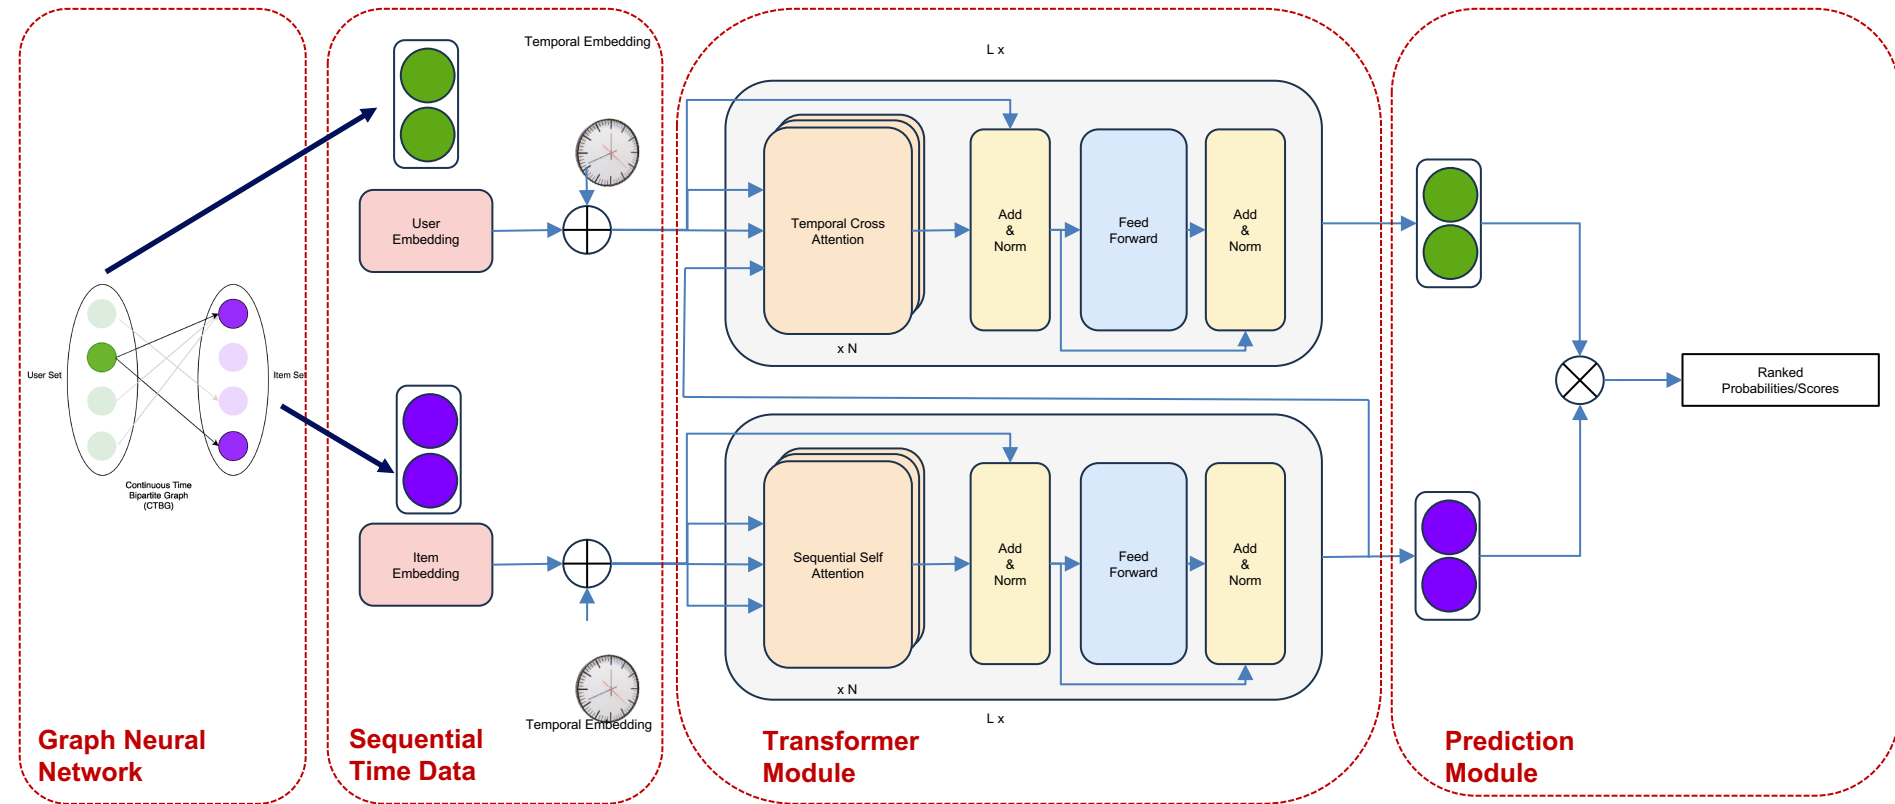 Temporal Embedding
User
Embedding
Item
Embedding
Temporal Embedding
User Set
Item Set
Continuous Time
Bipartite Graph
(CTBG)
L x
Temporal Cross
Attention
x N
Add
&
Norm
Feed
Forward
Add
&
Norm
Sequential Self
Attention
x N
Add
&
Norm
Feed
Forward
Add
&
Norm
L x
Ranked
Probabilities/Scores
Graph Neural
Network
Sequential
Time Data
Transformer
Module
Prediction
Module